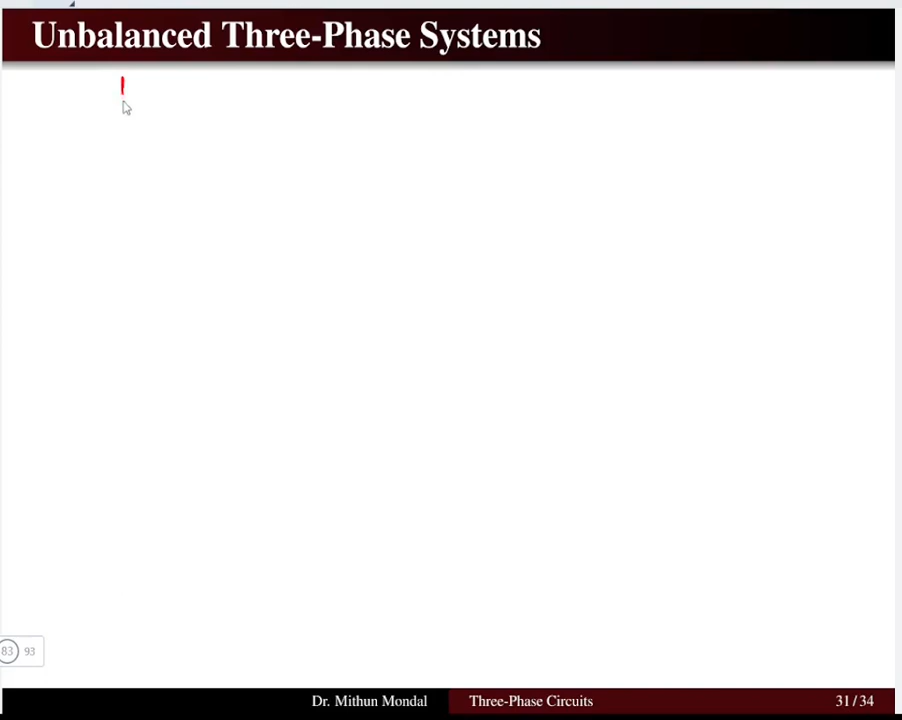 Unbalanced Three-Phase Systems
83 93
Dr. Mithun Mondal Three-Phase Circuits 31 / 34